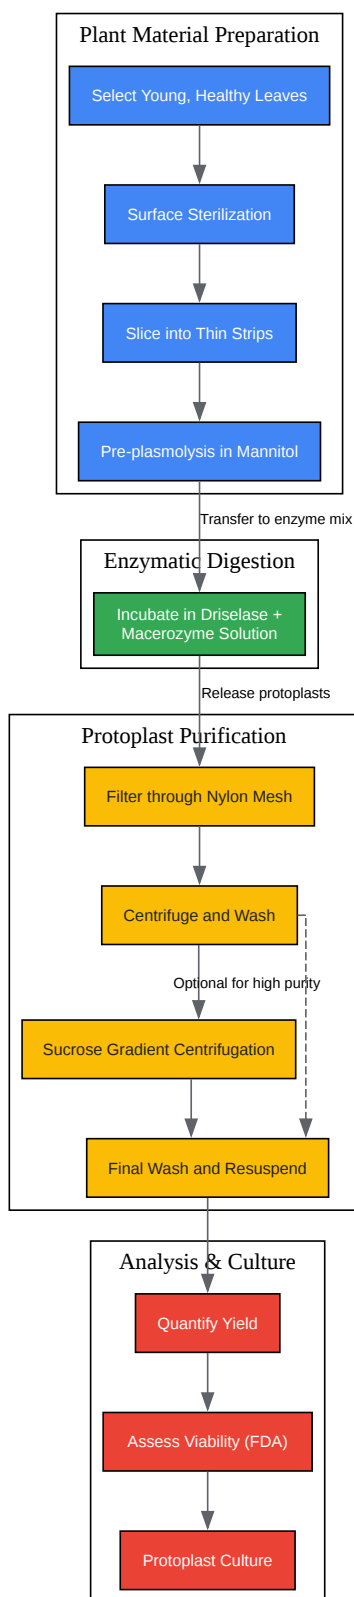 Plant Material Preparation
Select Young, Healthy Leaves
Surface Sterilization
Slice into Thin Strips
Pre-plasmolysis in Mannitol
Transfer to enzyme mix
Enzymatic Digestion
Incubate in Driselase +
Macerozyme Solution
Release protoplasts
Protoplast Purification
Filter through Nylon Mesh
Centrifuge and Wash
Optional for high purity
Sucrose Gradient Centrifugation
Final Wash and Resuspend
Analysis & Culture
Quantify Yield
Assess Viability (FDA)
Protoplast Culture